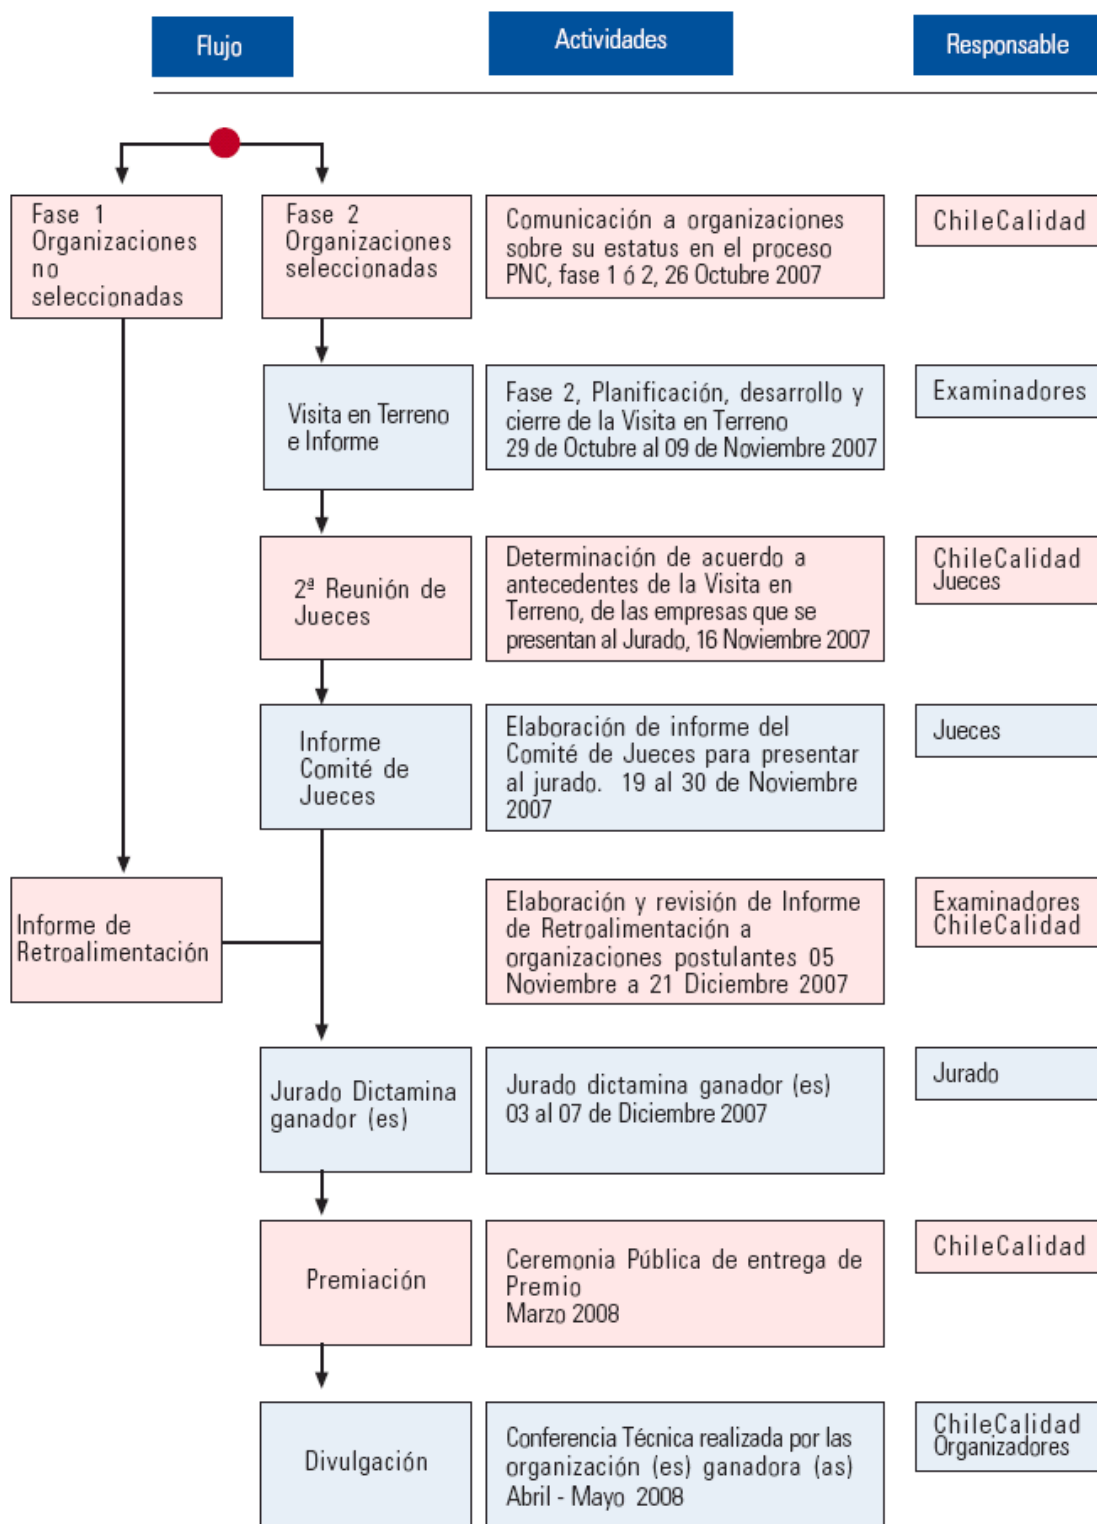 Flujo
Actividades
Responsable
Fase 1
Organizaciones
no
seleccionadas
Fase 2
Organizaciones
seleccionadas
Comunicación a organizaciones
sobre su estatus en el proceso
PNC, fase 1 ó 2, 26 Octubre 2007
ChileCalidad
Visita en Terreno
e Informe
Fase 2, Planificación, desarrollo y
cierre de la Visita en Terreno
29 de Octubre al 09 de Noviembre 2007
Examinadores
2ª Reunión de
Jueces
Determinación de acuerdo a
antecedentes de la Visita en
Terreno, de las empresas que se
presentan al Jurado, 16 Noviembre 2007
ChileCalidad
Jueces
Informe
Comité de
Jueces
Elaboración de informe del
Comité de Jueces para presentar
al jurado. 19 al 30 de Noviembre
2007
Jueces
Informe de
Retroalimentación
Elaboración y revisión de Informe
de Retroalimentación a
organizaciones postulantes 05
Noviembre a 21 Diciembre 2007
Examinadores
ChileCalidad
Jurado Dictamina
ganador (es)
Jurado dictamina ganador (es)
03 al 07 de Diciembre 2007
Jurado
Premiación
Ceremonia Pública de entrega de
Premio
Marzo 2008
ChileCalidad
Divulgación
Conferencia Técnica realizada por las
organización (es) ganadora (as)
Abril - Mayo 2008
ChileCalidad
Organizadores